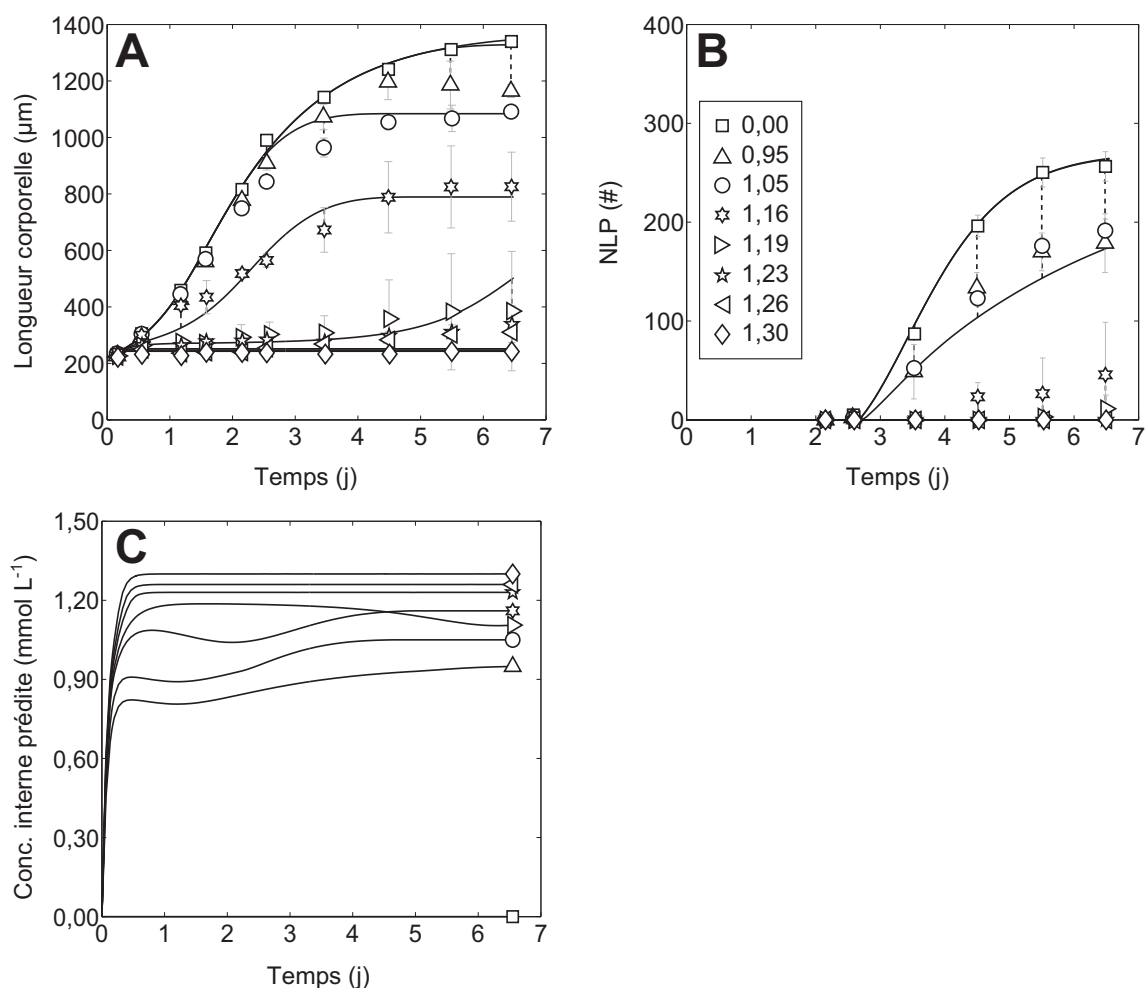 A
Longueur corporelle (µm)
1400
1200
1000
800
600
400
200
0
0 1 2 3 4 5 6 7
Temps (j)
B
NLP (#)
400
300
200
100
0
0,00
0,95
1,05
1,16
1,19
1,23
1,26
1,30
0 1 2 3 4 5 6 7
Temps (j)
C
Conc. interne prédite (mmol L-1)
1,50
1,20
0,90
0,60
0,30
0,00
0 1 2 3 4 5 6 7
Temps (j)